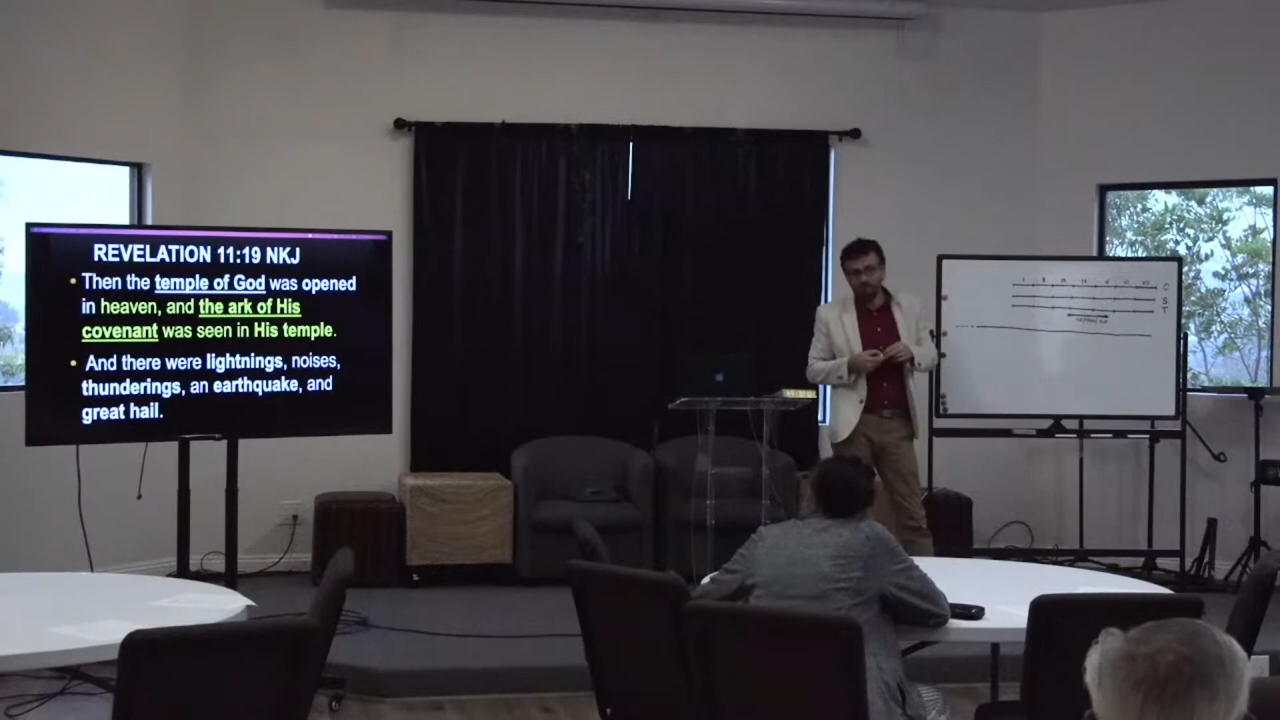 REVELATION 11:19 NKJ
• Then the temple of God was opened
in heaven, and the ark of His
covenant was seen in His temple.
• And there were lightnings, noises,
thunderings, an earthquake, and
great hail.
C
S
T